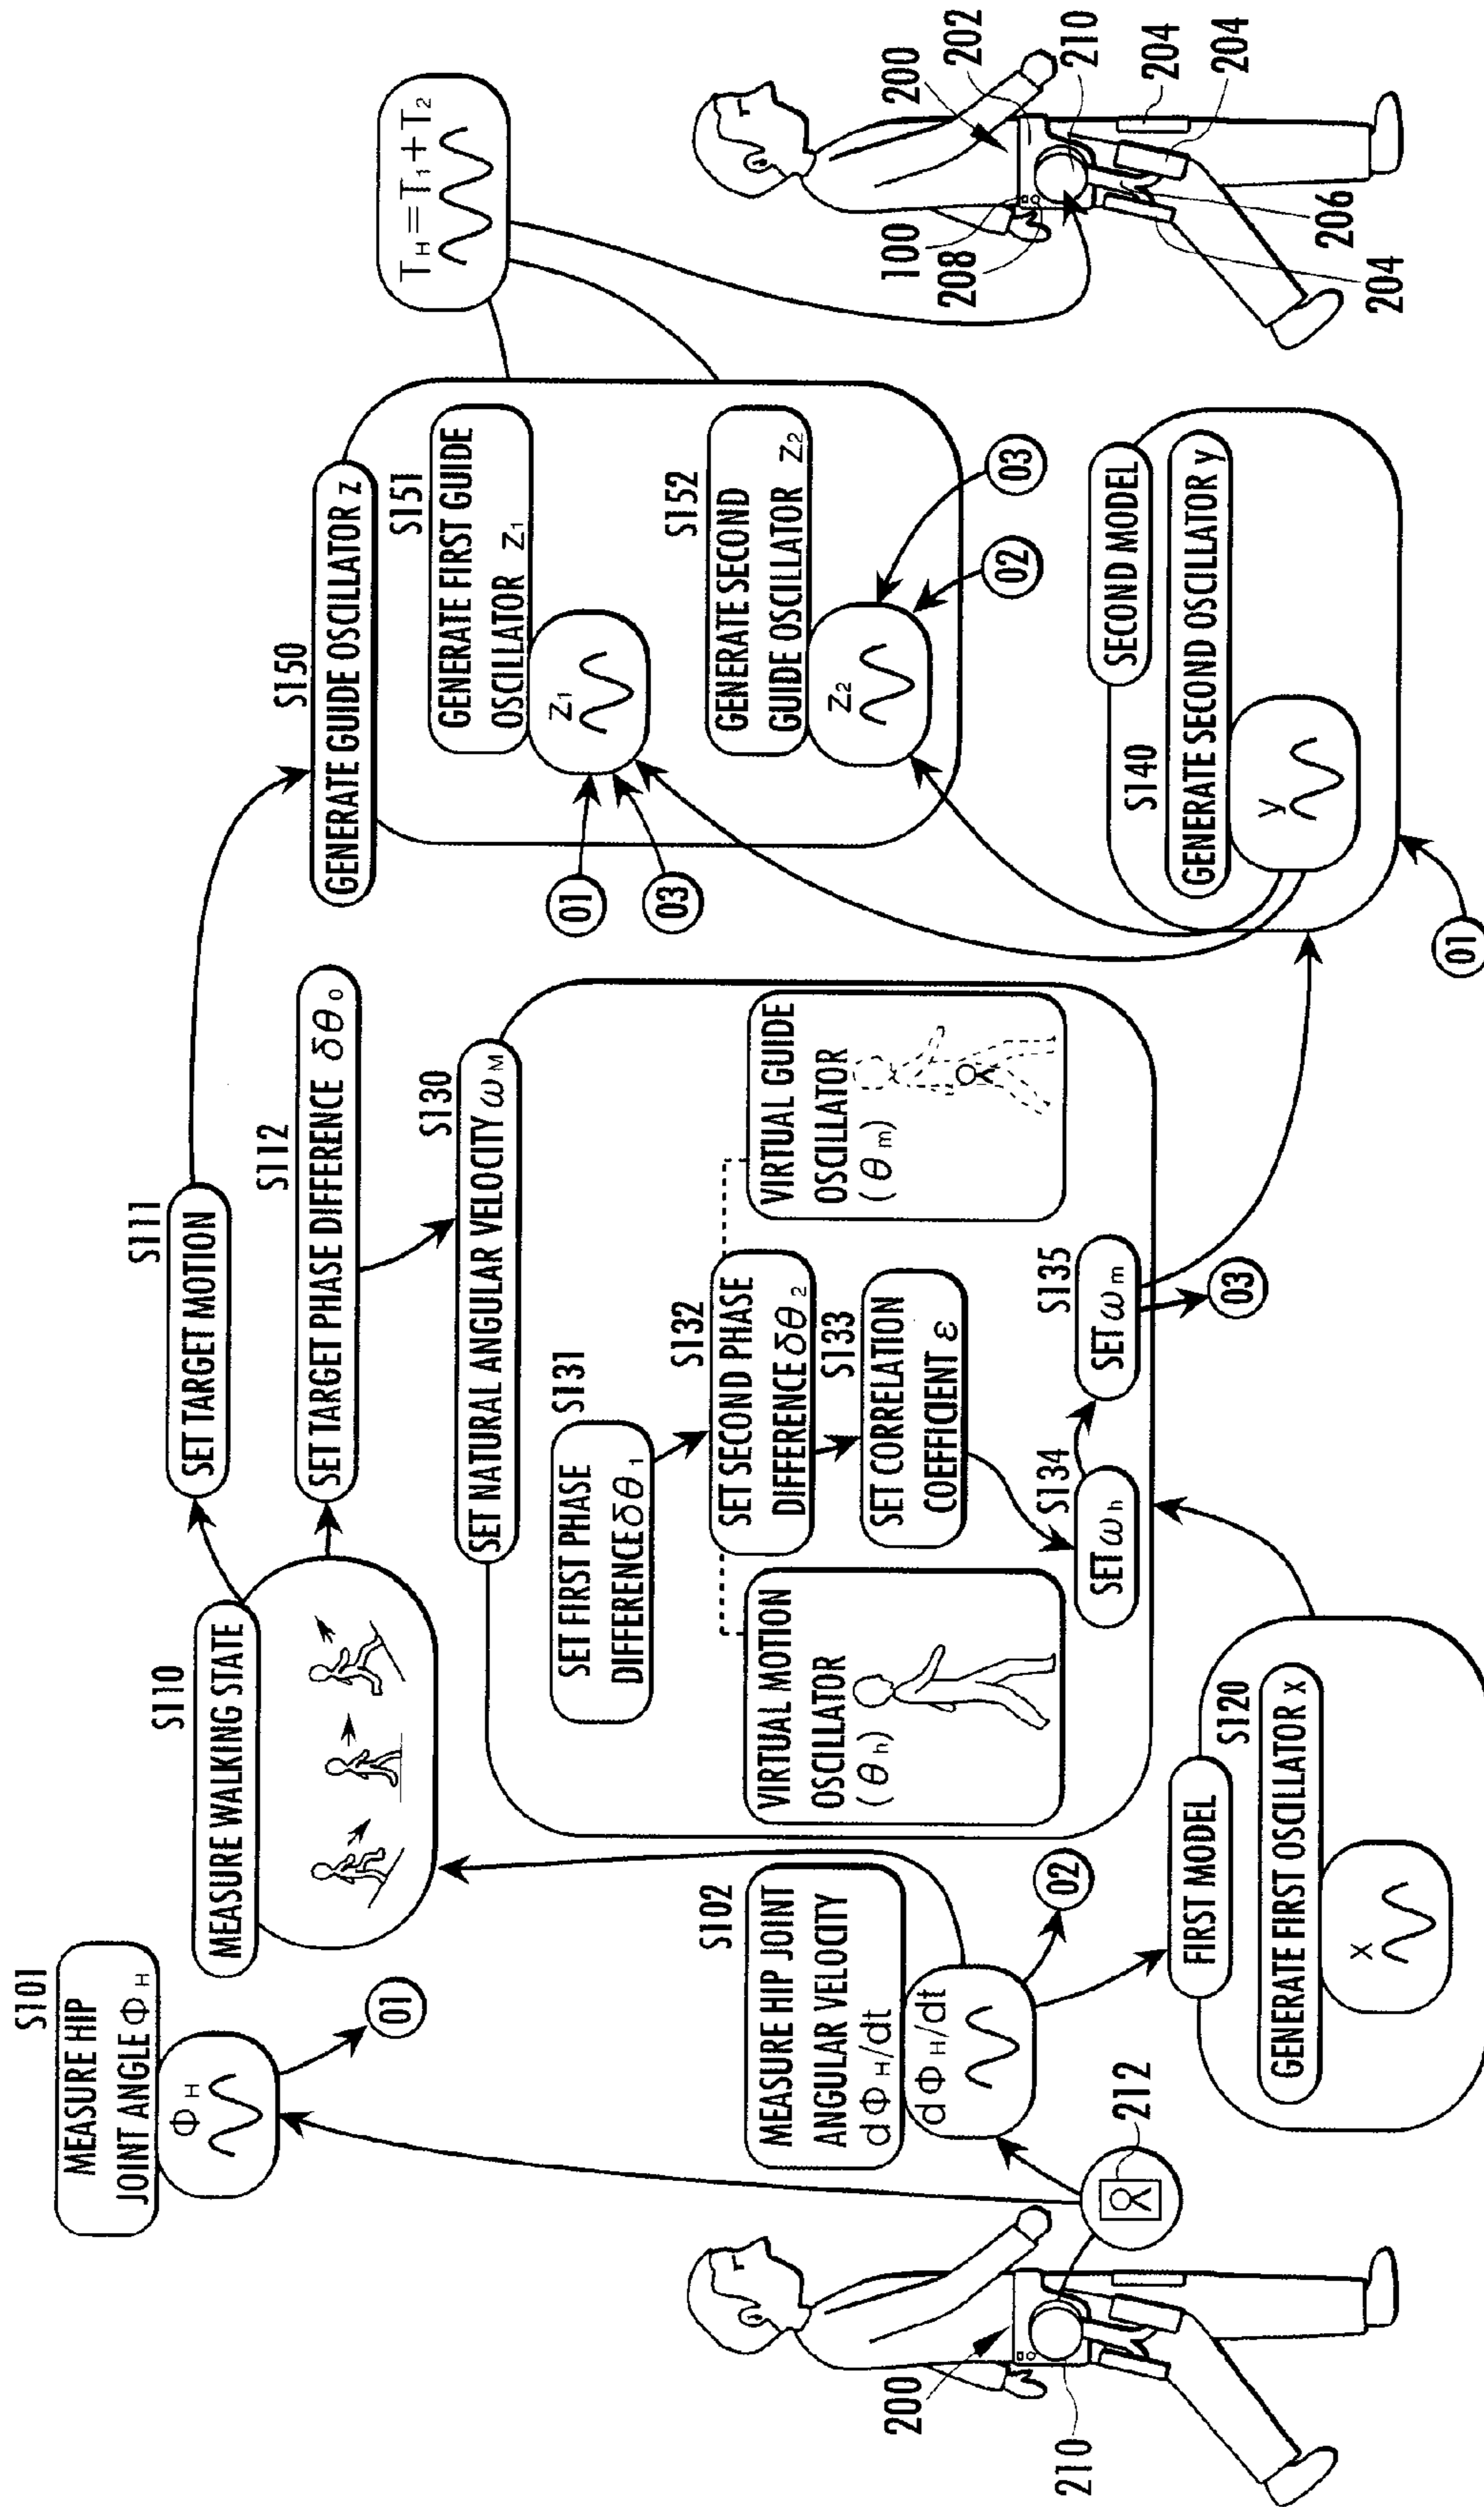 S101
MEASURE HIP
JOINT ANGLE Φ H
Φ H
01
S110
MEASURE WALKING STATE
S111
SET TARGET MOTION
S112
SET TARGET PHASE DIFFERENCE δθ 0
S102
MEASURE HIP JOINT
ANGULAR VELOCITY
dΦ H/dt
dΦ H/dt
02
212
200
210
FIRST MODEL
S120
GENERATE FIRST OSCILLATOR x
x
S130
SET NATURAL ANGULAR VELOCITY ω M
S131
SET FIRST PHASE
DIFFERENCE δθ 1
S132
SET SECOND PHASE
DIFFERENCE δθ 2
S133
SET CORRELATION
COEFFICIENT ε
VIRTUAL MOTION
OSCILLATOR
(θ h)
VIRTUAL GUIDE
OSCILLATOR
(θ m)
S134
SET ω h
S135
SET ω m
03
S150
GENERATE GUIDE OSCILLATOR z
S151
GENERATE FIRST GUIDE
OSCILLATOR z1
z1
01
03
S152
GENERATE SECOND
GUIDE OSCILLATOR z2
z2
03
02
SECOND MODEL
S140
GENERATE SECOND OSCILLATOR y
y
01
T H = T 1 + T 2
200
202
210
204
204
100
208
206
204